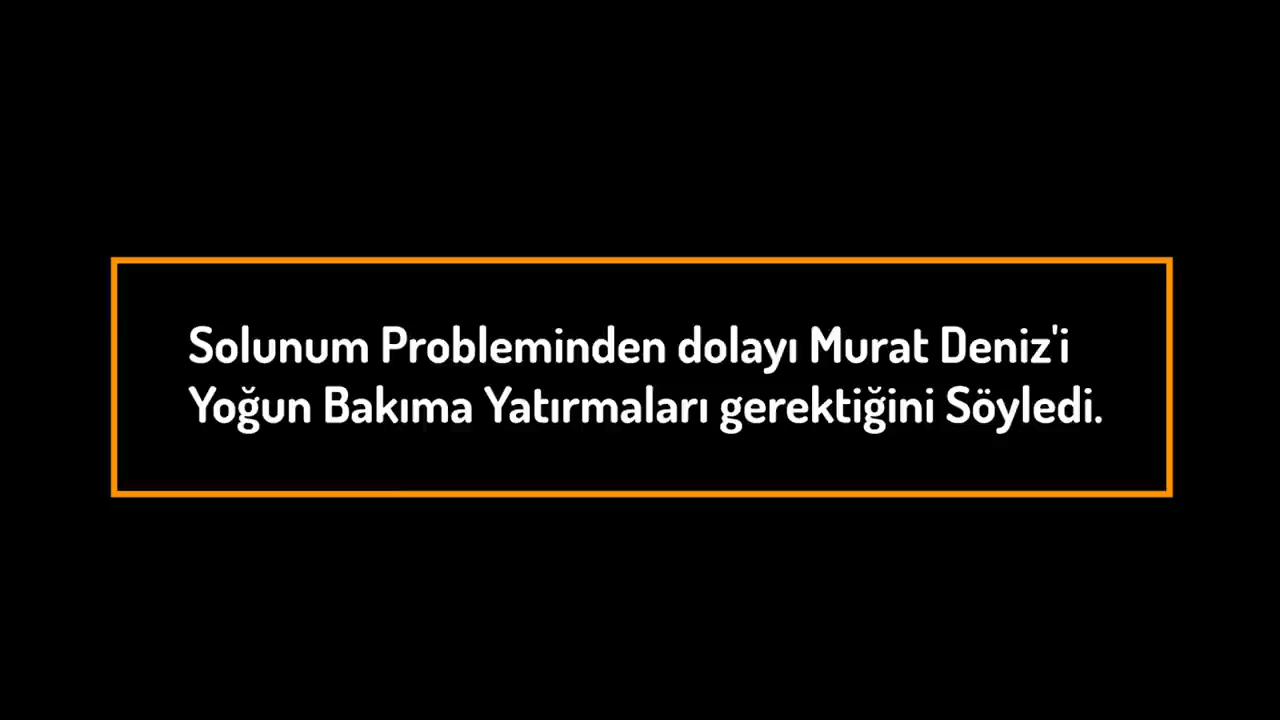 Solunum Probleminden dolayı Murat Deniz'i
Yoğun Bakıma Yatırmaları gerektiğini Söyledi.